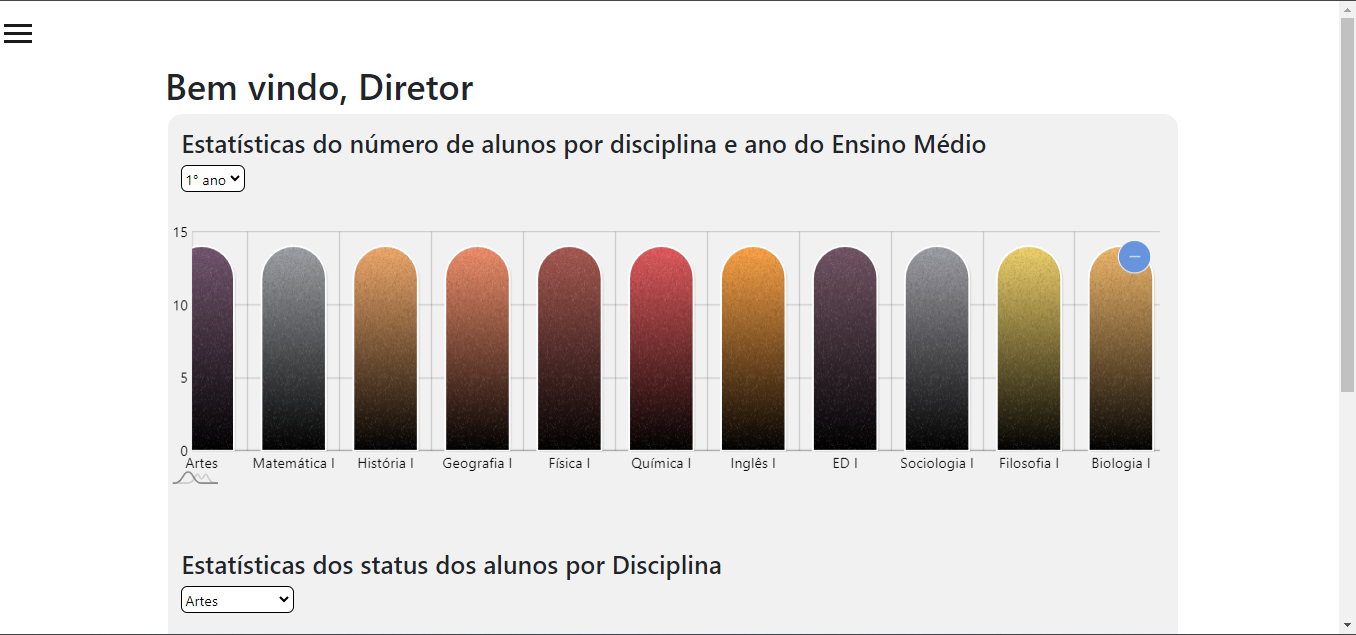 Bem vindo, Diretor
Estatísticas do número de alunos por disciplina e ano do Ensino Médio
1° ano
15
10
5
0
Artes Matemática I História I Geografia I Física I Química I Inglês I ED I Sociologia I Filosofia I Biologia I
Estatísticas dos status dos alunos por Disciplina
Artes